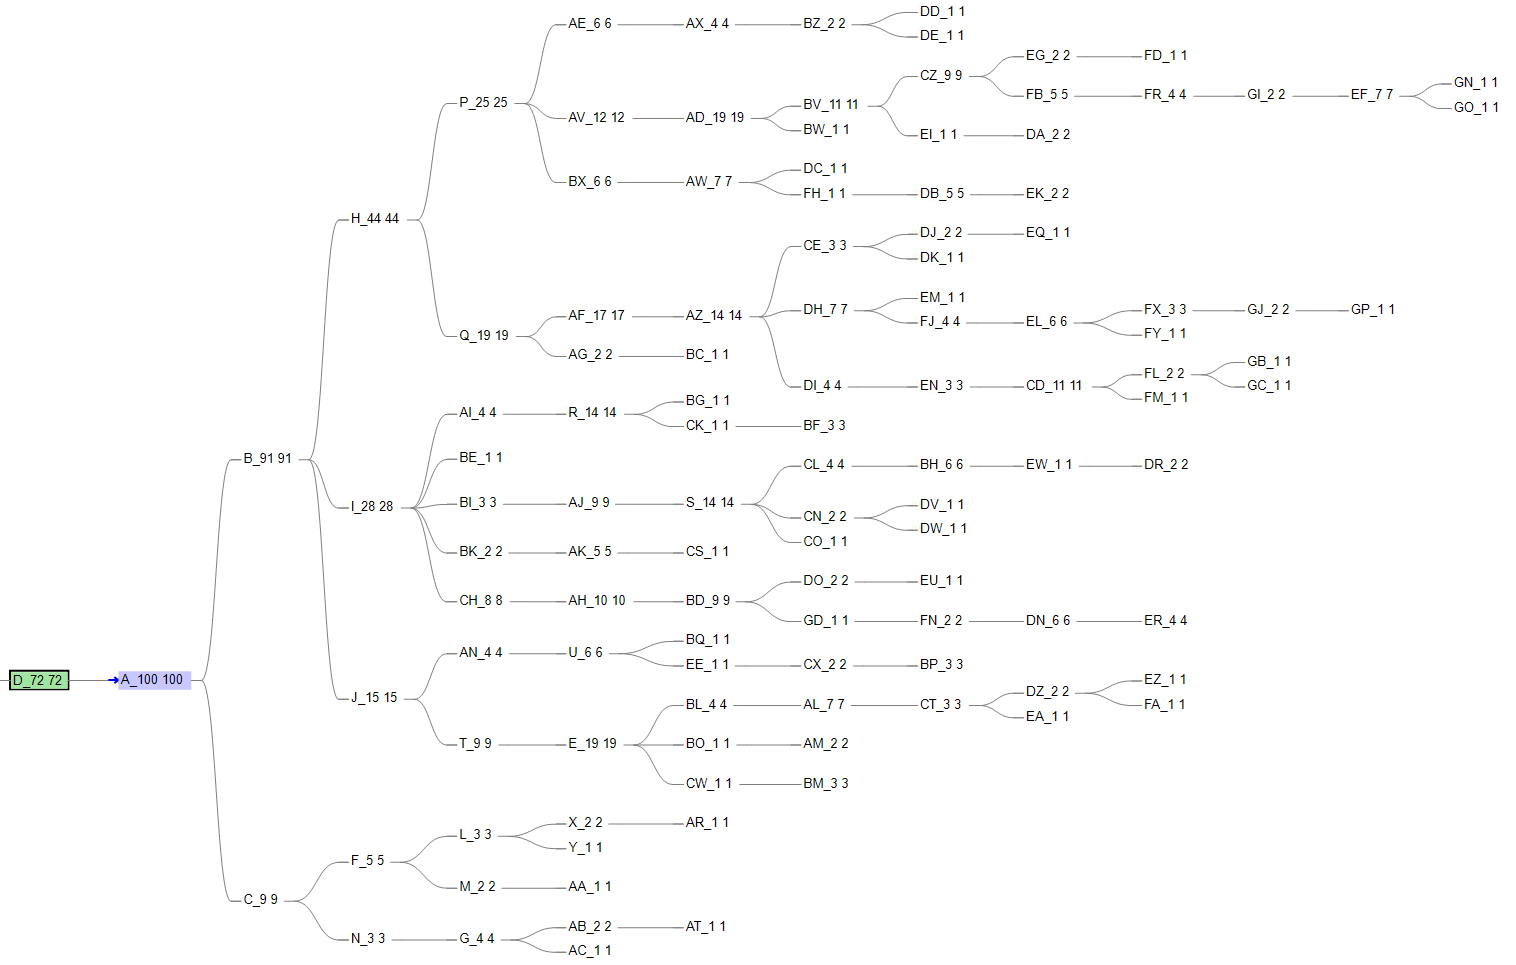 DD_1 1
AE_6 6 AX_4 4 BZ_2 2
DE_1 1
EG_2 2 FD_1 1
CZ_9 9
GN_1 1
P_25 25 BV_11 11 FB_5 5 FR_4 4 GI_2 2 EF_7 7
GO_1 1
AV_12 12 AD_19 19
BW_1 1
EI_1 1 DA_2 2
DC_1 1
BX_6 6 AW_7 7
FH_1 1 DB_5 5 EK_2 2
H_44 44
DJ_2 2 EQ_1 1
CE_3 3
DK_1 1
EM_1 1
DH_7 7 FX_3 3 GJ_2 2 GP_1 1
AF_17 17 AZ_14 14
FJ_4 4 EL_6 6
Q_19 19 FY_1 1
AG_2 2 BC_1 1
GB_1 1
FL_2 2
DI_4 4 EN_3 3 CD_11 11 GC_1 1
FM_1 1
BG_1 1
AI_4 4 R_14 14
CK_1 1 BF_3 3
B_91 91 BE_1 1
CL_4 4 BH_6 6 EW_1 1 DR_2 2
I_28 28 BI_3 3 AJ_9 9 S_14 14 DV_1 1
CN_2 2
DW_1 1
CO_1 1
BK_2 2 AK_5 5 CS_1 1
DO_2 2 EU_1 1
CH_8 8 AH_10 10 BD_9 9
GD_1 1 FN_2 2 DN_6 6 ER_4 4
BQ_1 1
AN_4 4 U_6 6
EE_1 1 CX_2 2 BP_3 3
D_72 72 A_100 100 EZ_1 1
DZ_2 2
J_15 15 BL_4 4 AL_7 7 CT_3 3 FA_1 1
EA_1 1
T_9 9 E_19 19 BO_1 1 AM_2 2
CW_1 1 BM_3 3
X_2 2 AR_1 1
L_3 3
Y_1 1
F_5 5
M_2 2 AA_1 1
C_9 9
AB_2 2 AT_1 1
N_3 3 G_4 4
AC_1 1